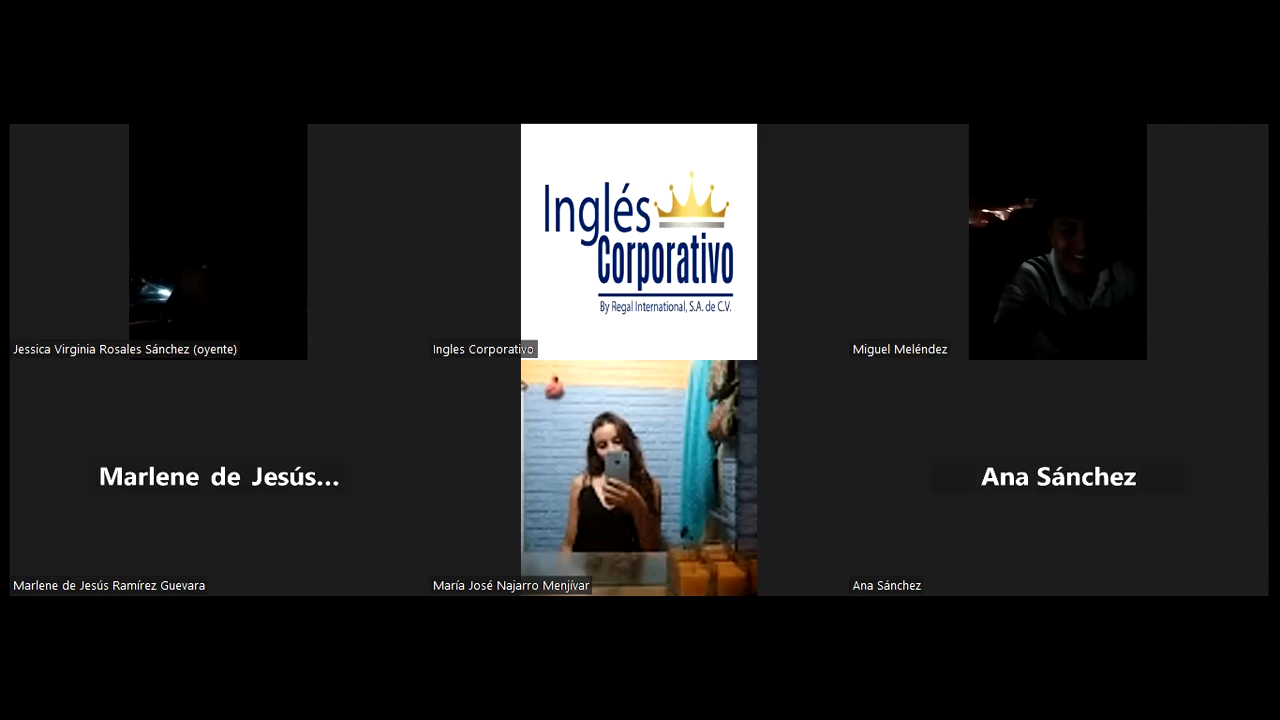 Inglés
Corporativo
By Regal International, S.A. de C.V.
Jessica Virginia Rosales Sánchez (oyente)
Ingles Corporativo
Miguel Meléndez
Marlene de Jesús...
Ana Sánchez
Marlene de Jesús Ramírez Guevara
María José Najarro Menjívar
Ana Sánchez